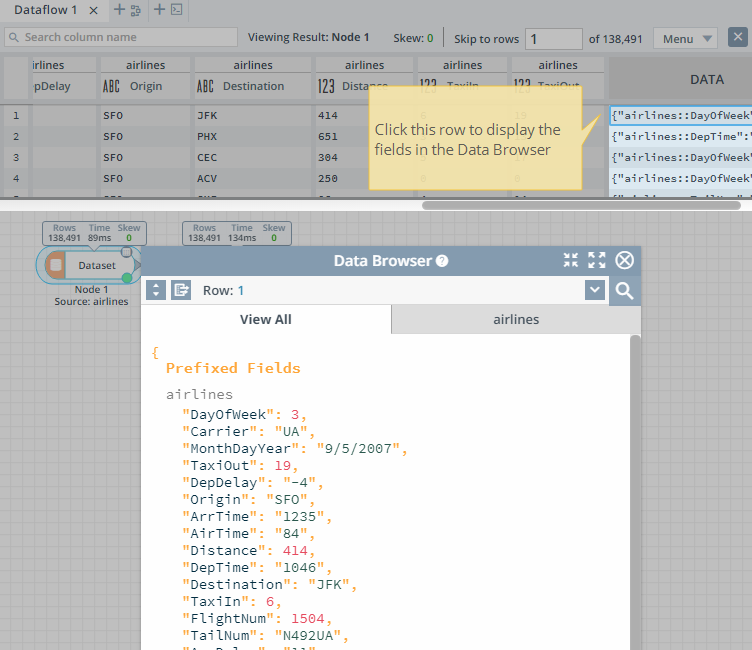 Dataflow 1
Search column name
Viewing Result: Node 1
Skew: 0
Skip to rows 1
of 138,491
Menu
irlines airlines airlines airlines airlines airlines
pDelay ABC Origin ABC Destination 123 Distance 123 TaxiIn 123 TaxiOut DATA
1 SFO JFK 414 {"airlines::DayOfWeek"
2 SFO PHX 651 {"airlines::DepTime":"
3 SFO CEC 304 {"airlines::DayOfWeek
4 SFO ACV 250 {"airlines::DayOfWeek
Click this row to display the
fields in the Data Browser
Rows Time Skew
138,491 89ms 0
Rows Time Skew
138,491 134ms 0
Dataset
Node 1
Source: airlines
Data Browser ?
Row: 1
View All airlines
{
Prefixed Fields
airlines
"DayOfWeek": 3,
"Carrier": "UA",
"MonthDayYear": "9/5/2007",
"TaxiOut": 19,
"DepDelay": "-4",
"Origin": "SFO",
"ArrTime": "1235",
"AirTime": "84",
"Distance": 414,
"DepTime": "1046",
"Destination": "JFK",
"TaxiIn": 6,
"FlightNum": 1504,
"TailNum": "N492UA",